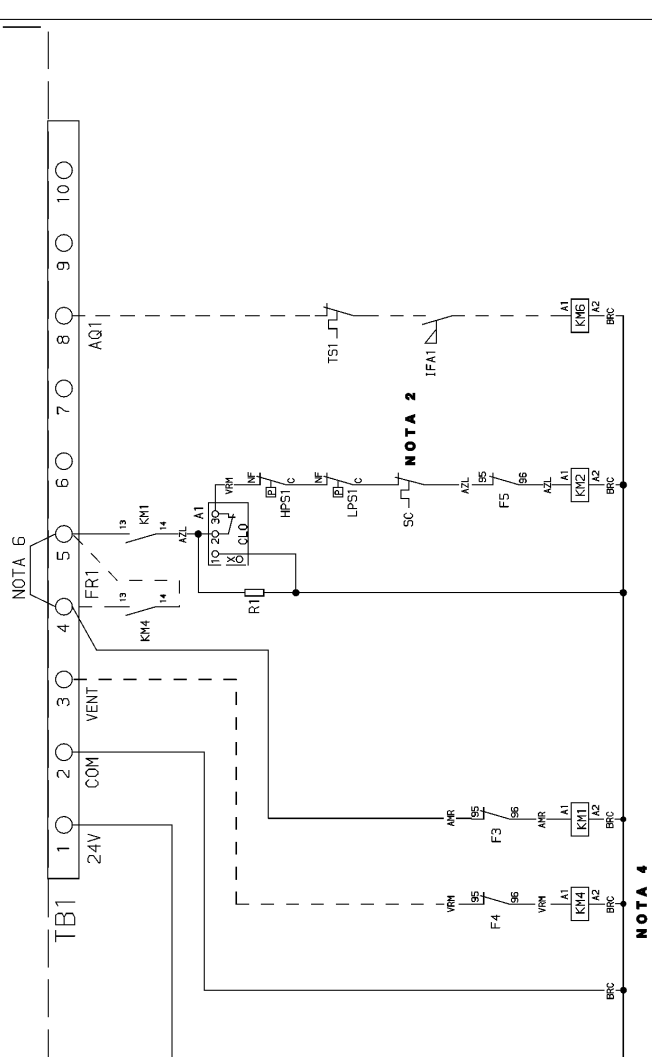 10
9
8
7
6
5
4
3
2
1
TB1
AQ1
FR1
VENT
COM
24V
NOTA 6
TS1
IFA1
A1
KM6
A2
BRC
NOTA 2
13
KM1
14
AZL
A1
3
2
1
X
CLO
VRM
NF
P
HPS1
C
NF
P
LPS1
C
SC
AZL
95
F5
96
AZL
A1
KM2
A2
BRC
13
KM4
14
R1
AMR
95
F3
96
AMR
A1
KM1
A2
BRC
VRM
95
F4
96
VRM
A1
KM4
A2
BRC
NOTA 4
BRC